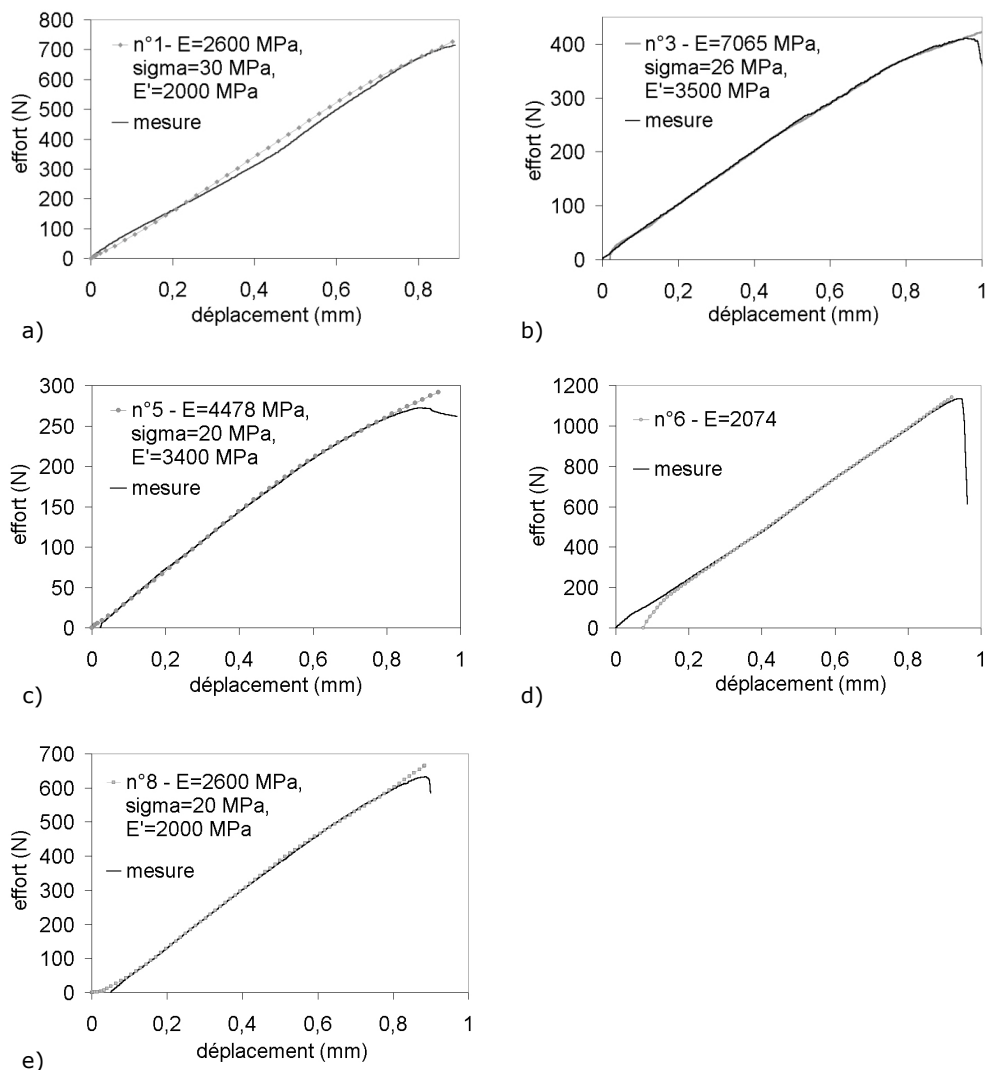 800
700
600
500
400
300
200
100
0
effort (N)
n°1- E=2600 MPa,
sigma=30 MPa,
E'=2000 MPa
mesure
0 0,2 0,4 0,6 0,8
déplacement (mm)
a)
400
300
200
100
0
effort (N)
n°3 - E=7065 MPa,
sigma=26 MPa,
E'=3500 MPa
mesure
0 0,2 0,4 0,6 0,8 1
déplacement (mm)
b)
300
250
200
150
100
50
0
effort (N)
n°5 - E=4478 MPa,
sigma=20 MPa,
E'=3400 MPa
mesure
0 0,2 0,4 0,6 0,8 1
déplacement (mm)
c)
1200
1000
800
600
400
200
0
effort (N)
n°6 - E=2074
mesure
0 0,2 0,4 0,6 0,8 1
déplacement (mm)
d)
700
600
500
400
300
200
100
0
effort (N)
n°8 - E=2600 MPa,
sigma=20 MPa,
E'=2000 MPa
mesure
0 0,2 0,4 0,6 0,8 1
déplacement (mm)
e)